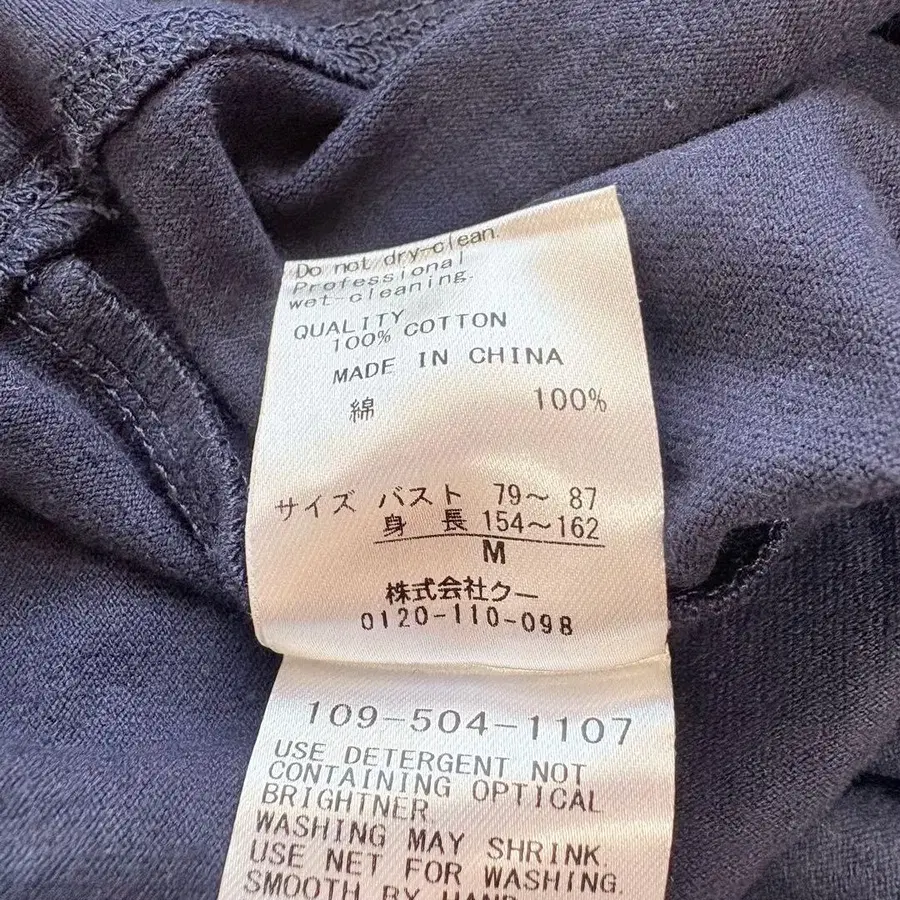 Do not dry-clean.
Professional
wet-cleaning.
QUALITY
100% COTTON
MADE IN CHINA
綿 100%
サイズ バスト 79～ 87
身 長 154～162
M
株式会社クー
0120-110-098
109-504-1107
USE DETERGENT NOT
CONTAINING OPTICAL
BRIGHTNER.
WASHING MAY SHRINK.
USE NET FOR WASHING.
SMOOTH BY HAND